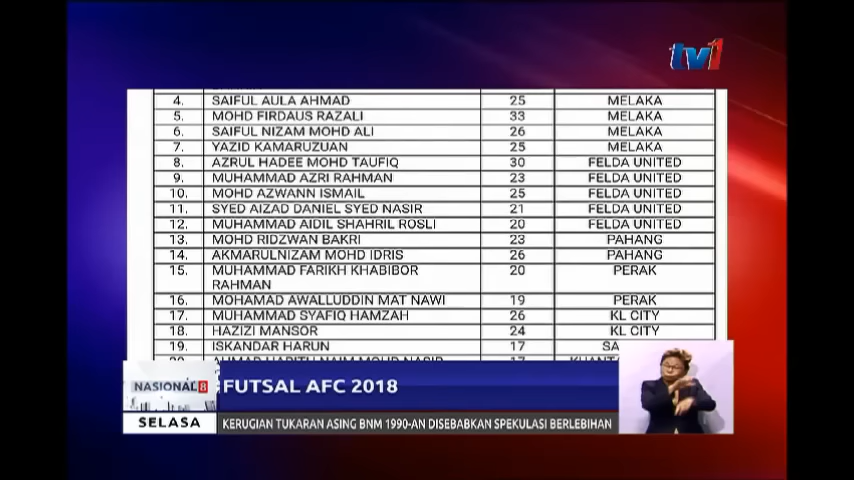 tv1
4. SAIFUL AULA AHMAD 25 MELAKA
5. MOHD FIRDAUS RAZALI 33 MELAKA
6. SAIFUL NIZAM MOHD ALI 26 MELAKA
7. YAZID KAMARUZUAN 25 MELAKA
8. AZRUL HADEE MOHD TAUFIQ 30 FELDA UNITED
9. MUHAMMAD AZRI RAHMAN 23 FELDA UNITED
10. MOHD AZWANN ISMAIL 25 FELDA UNITED
11. SYED AIZAD DANIEL SYED NASIR 21 FELDA UNITED
12. MUHAMMAD AIDIL SHAHRIL ROSLI 20 FELDA UNITED
13. MOHD RIDZWAN BAKRI 23 PAHANG
14. AKMARULNIZAM MOHD IDRIS 26 PAHANG
15. MUHAMMAD FARIKH KHABIBOR 20 PERAK
RAHMAN
16. MOHAMAD AWALLUDDIN MAT NAWI 19 PERAK
17. MUHAMMAD SYAFIQ HAMZAH 26 KL CITY
18. HAZIZI MANSOR 24 KL CITY
19. ISKANDAR HARUN 17 SA
NASIONAL 8
FUTSAL AFC 2018
SELASA
KERUGIAN TUKARAN ASING BNM 1990-AN DISEBABKAN SPEKULASI BERLEBIHAN